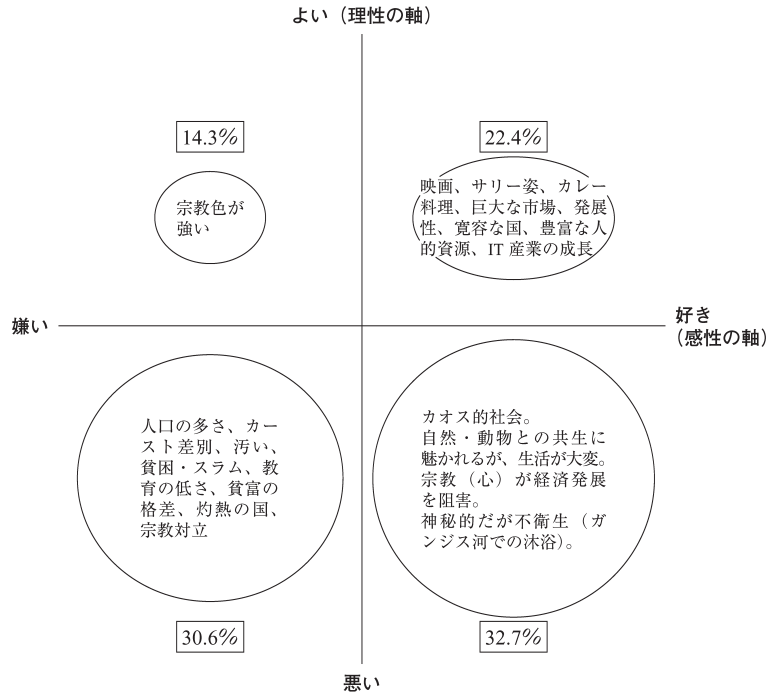 よい（理性の軸）
14.3%
22.4%
宗教色が
強い
映画、サリー姿、カレー
料理、巨大な市場、発展
性、寛容な国、豊富な人
的資源、IT 産業の成長
嫌い
好き
（感性の軸）
人口の多さ、カー
スト差別、汚い、
貧困・スラム、教
育の低さ、貧富の
格差、灼熱の国、
宗教対立
カオス的社会。
自然・動物との共生に
魅かれるが、生活が大変。
宗教（心）が経済発展
を阻害。
神秘的だが不衛生（ガ
ンジス河での沐浴）。
30.6%
32.7%
悪い